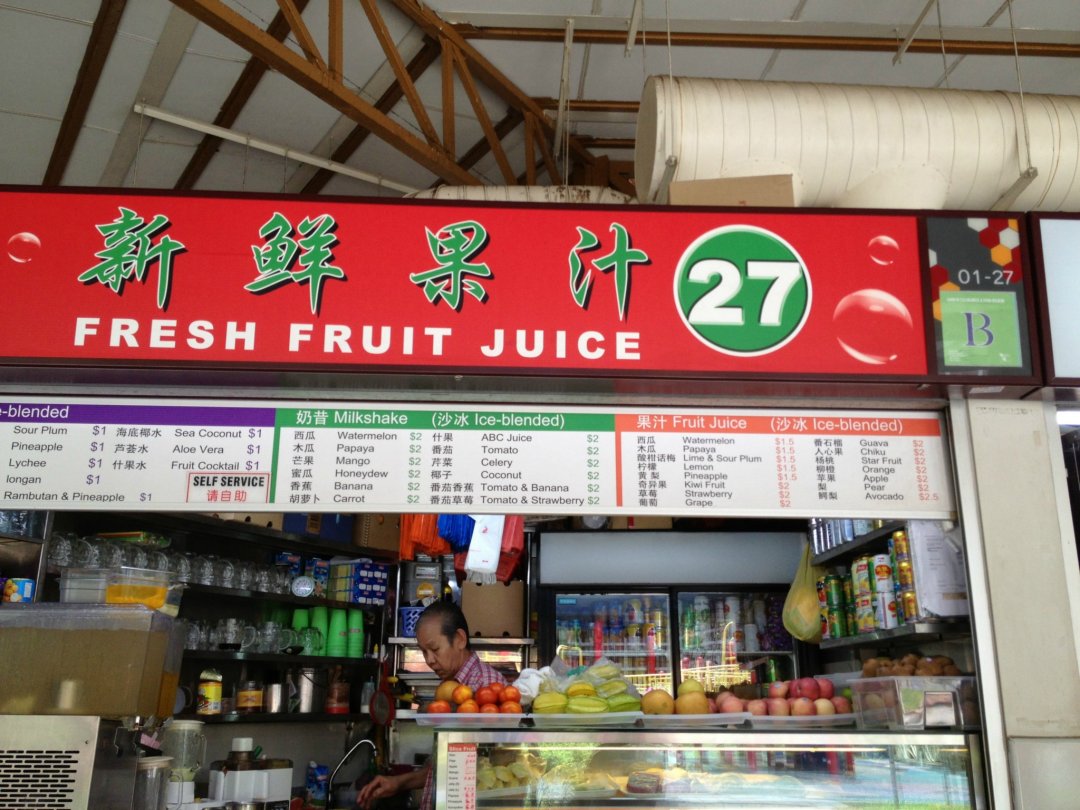 新鲜果汁
FRESH FRUIT JUICE
27
01-27
B
e-blended
Sour Plum $1 海底椰水 Sea Coconut $1
Pineapple $1 芦荟水 Aloe Vera $1
Lychee $1 什果水 Fruit Cocktail $1
longan $1
Rambutan & Pineapple $1
SELF SERVICE
请自助
奶昔 Milkshake (沙冰 Ice-blended)
西瓜 Watermelon $2 什果 ABC Juice $2
木瓜 Papaya $2 番茄 Tomato $2
芒果 Mango $2 芹菜 Celery $2
蜜瓜 Honeydew $2 椰子 Coconut $2
香蕉 Banana $2 番茄香蕉 Tomato & Banana $2
胡萝卜 Carrot $2 番茄草莓 Tomato & Strawberry $2
果汁 Fruit Juice (沙冰 Ice-blended)
西瓜 Watermelon $1.5 番石榴 Guava $2
木瓜 Papaya $1.5 人心果 Chiku $2
酸柑话梅 Lime & Sour Plum $1.5 杨桃 Star Fruit $2
柠檬 Lemon $1.5 柳橙 Orange $2
黄梨 Pineapple $1.5 苹果 Apple $2
奇异果 Kiwi Fruit $2 梨 Pear $2
草莓 Strawberry $2 鳄梨 Avocado $2.5
葡萄 Grape $2
Slice Fruit